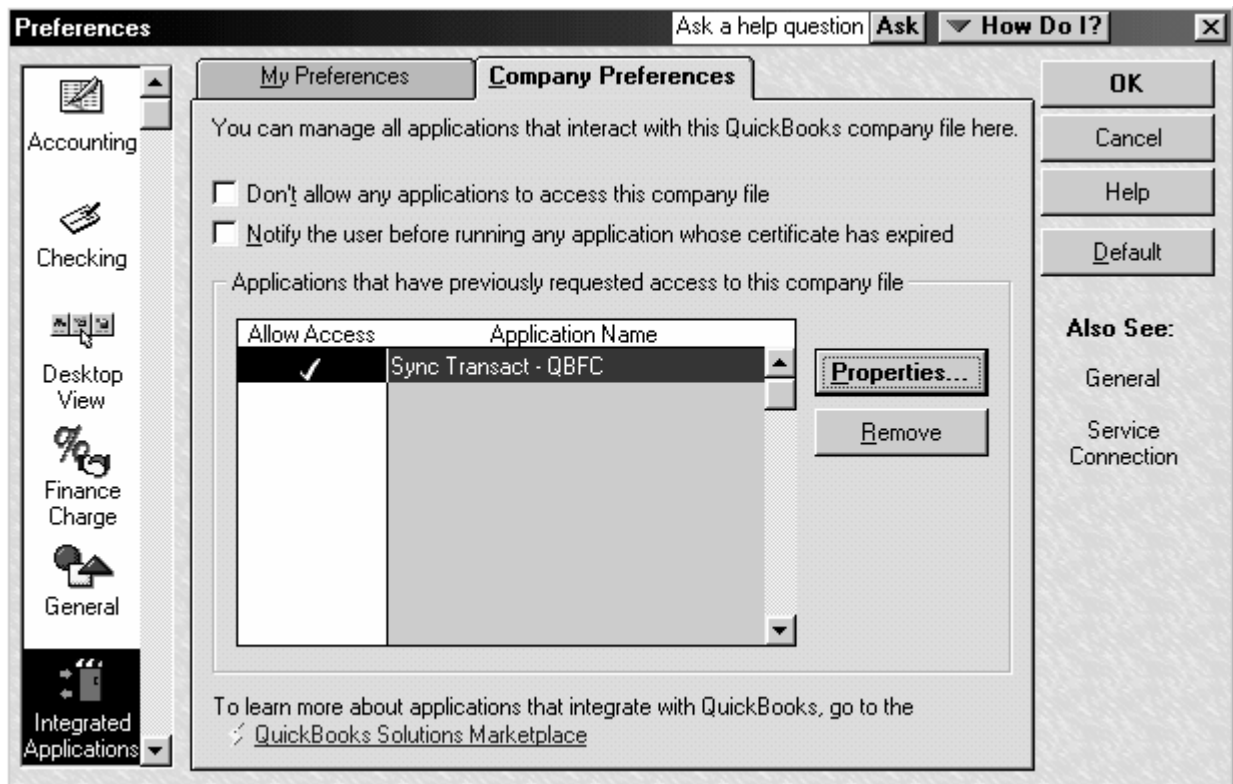 Preferences
Ask a help question Ask How Do I?
Accounting
Checking
Desktop
View
Finance
Charge
General
Integrated
Applications
My Preferences
Company Preferences
You can manage all applications that interact with this QuickBooks company file here.
Don't allow any applications to access this company file
Notify the user before running any application whose certificate has expired
Applications that have previously requested access to this company file
Allow Access Application Name
Sync Transact - QBFC
Properties...
Remove
To learn more about applications that integrate with QuickBooks, go to the
QuickBooks Solutions Marketplace
OK
Cancel
Help
Default
Also See:
General
Service
Connection